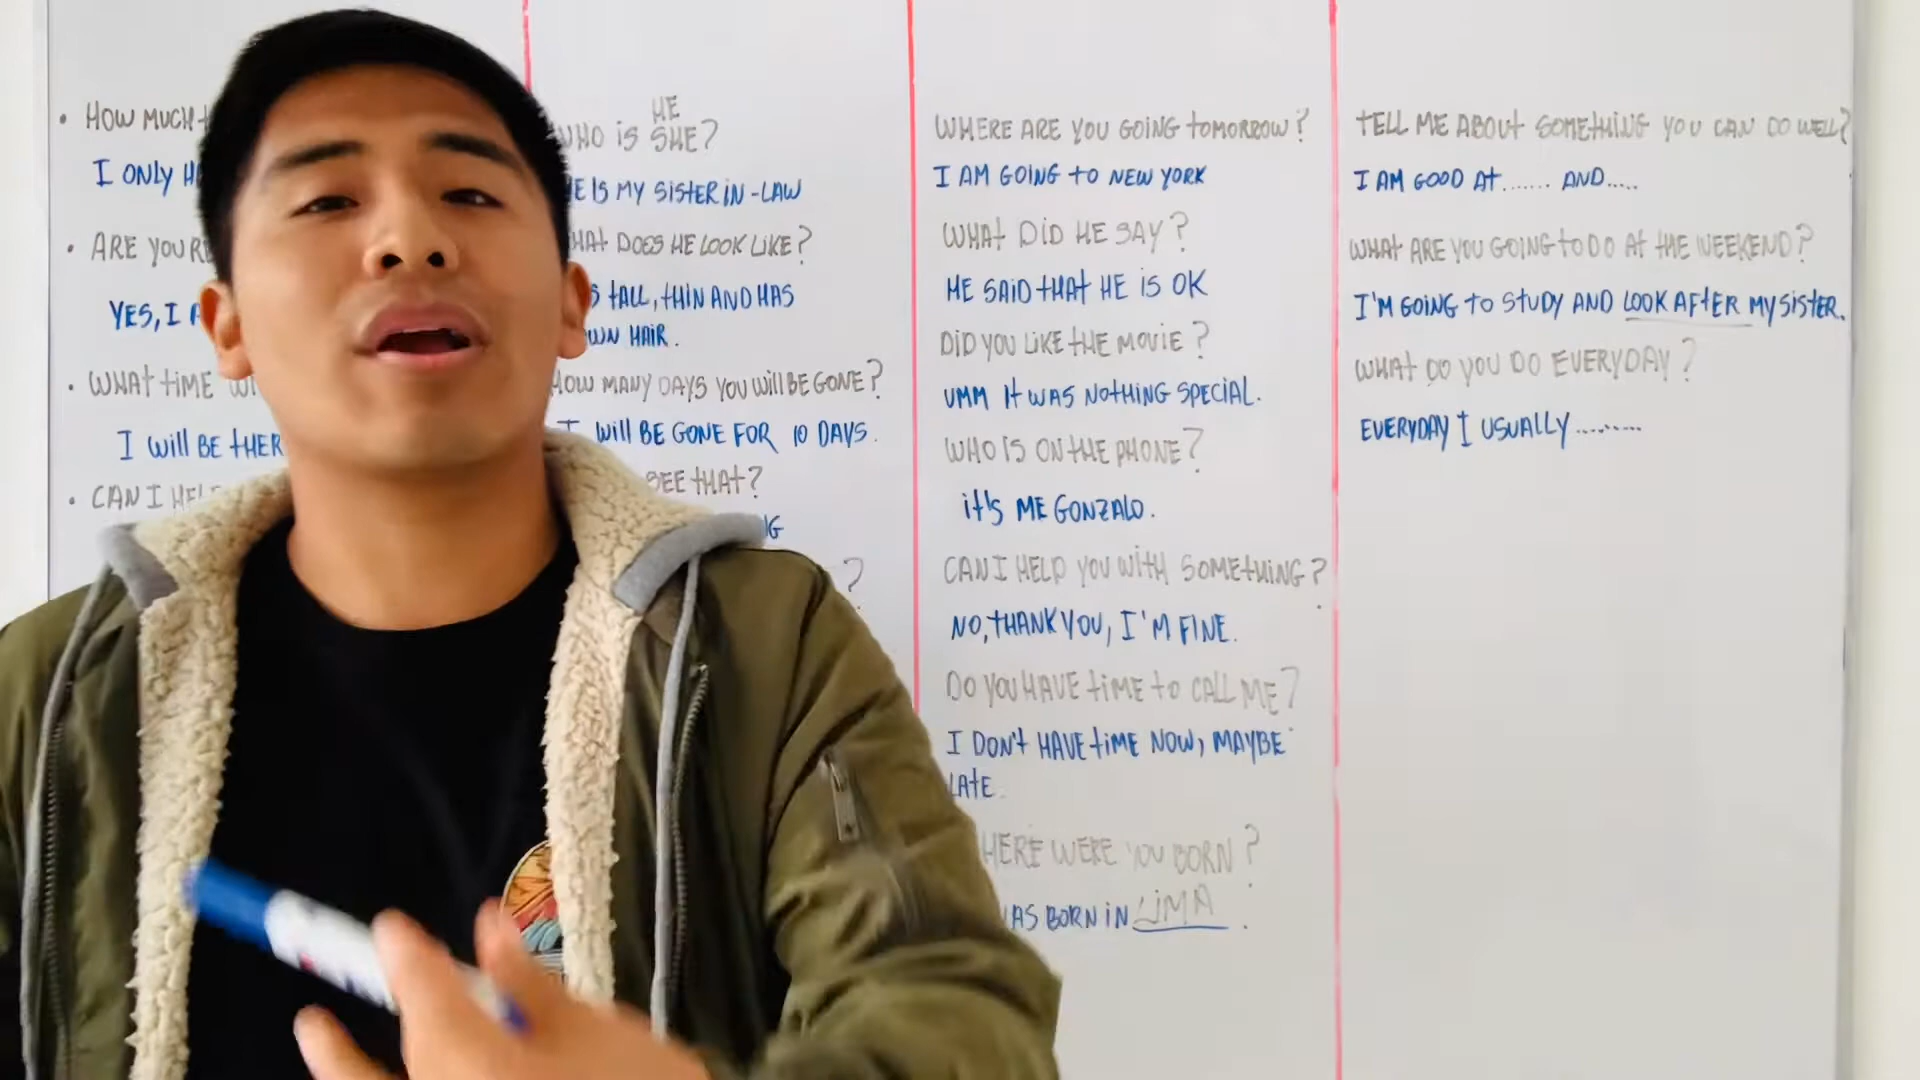 HOW MUCH
I ONLY
ARE YOU
YES, I
WHAT TIME
I WILL BE
CAN I
HE
WHO IS SHE?
IS MY SISTER IN-LAW
DOES HE LOOK LIKE?
TALL, THIN AND HAS
HAIR.
HOW MANY DAYS YOU WILL BE GONE?
I WILL BE GONE FOR 10 DAYS.
SEE THAT?
?
WHERE ARE YOU GOING TOMORROW?
I AM GOING TO NEW YORK
WHAT DID HE SAY?
HE SAID THAT HE IS OK
DID YOU LIKE THE MOVIE?
UMM IT WAS NOTHING SPECIAL.
WHO IS ON THE PHONE?
IT'S ME GONZALO.
CAN I HELP YOU WITH SOMETHING?
NO, THANK YOU, I'M FINE.
DO YOU HAVE TIME TO CALL ME?
I DON'T HAVE TIME NOW, MAYBE
LATE.
HERE WERE YOU BORN?
AS BORN IN LIMA.
TELL ME ABOUT SOMETHING YOU CAN DO WELL?
I AM GOOD AT....... AND.....
WHAT ARE YOU GOING TO DO AT THE WEEKEND?
I'M GOING TO STUDY AND LOOK AFTER MY SISTER.
WHAT DO YOU DO EVERYDAY?
EVERYDAY I USUALLY.........